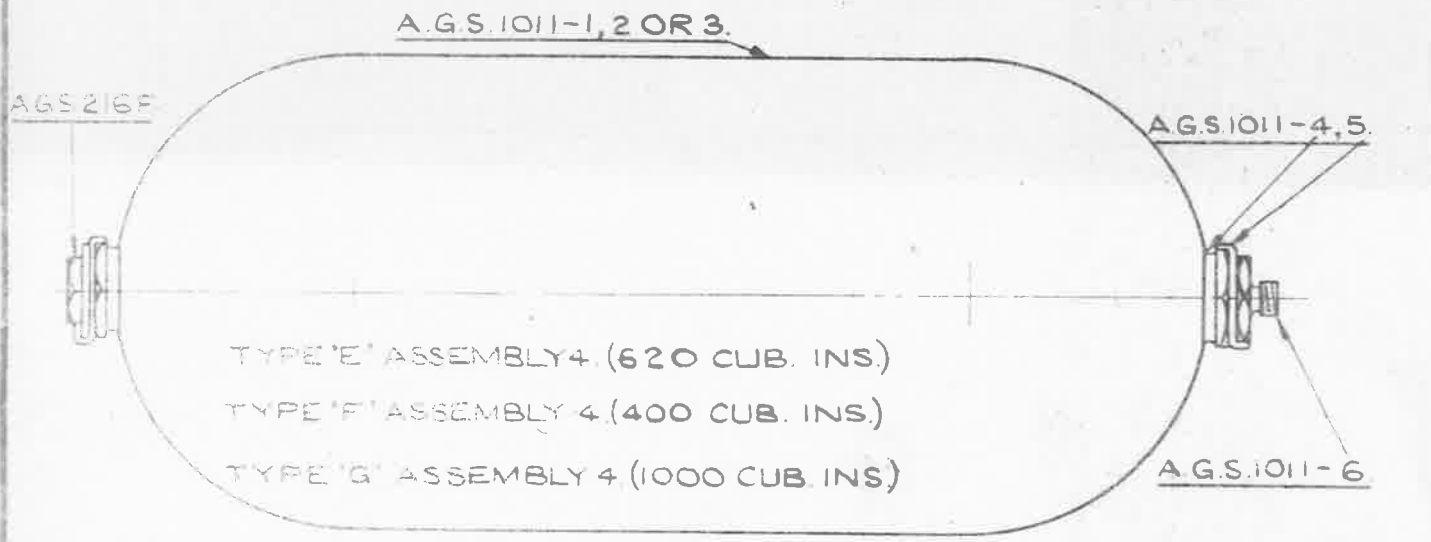 A.G.S.1011-1,2 OR 3.
A.G.S 216F
A.G.S.1011-4,5.
TYPE 'E' ASSEMBLY 4.(620 CUB. INS.)
TYPE 'F' ASSEMBLY 4.(400 CUB. INS.)
TYPE 'G' ASSEMBLY 4.(1000 CUB. INS.)
A.G.S.1011-6